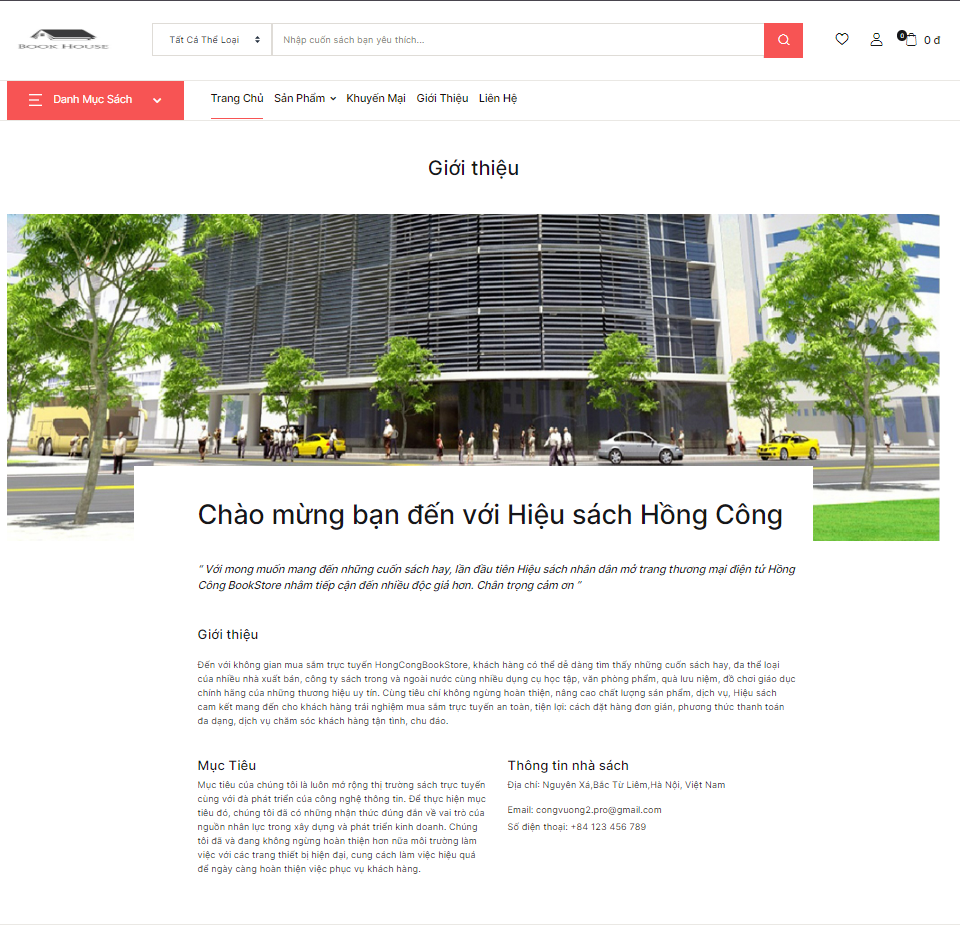 BOOK HOUSE
Tất Cả Thể Loại
Nhập cuốn sách bạn yêu thích...
0
0 đ
Danh Mục Sách
Trang Chủ
Sản Phẩm
Khuyến Mại
Giới Thiệu
Liên Hệ
Giới thiệu
Chào mừng bạn đến với Hiệu sách Hồng Công
“ Với mong muốn mang đến những cuốn sách hay, lần đầu tiên Hiệu sách nhân dân mở trang thương mại điện tử Hồng
Công BookStore nhằm tiếp cận đến nhiều độc giả hơn. Chân trọng cảm ơn ”
Giới thiệu
Đến với không gian mua sắm trực tuyến HongCongBookStore, khách hàng có thể dễ dàng tìm thấy những cuốn sách hay, đa thể loại
của nhiều nhà xuất bản, công ty sách trong và ngoài nước cùng nhiều dụng cụ học tập, văn phòng phẩm, quà lưu niệm, đồ chơi giáo dục
chính hãng của những thương hiệu uy tín. Cùng tiêu chí không ngừng hoàn thiện, nâng cao chất lượng sản phẩm, dịch vụ, Hiệu sách
cam kết mang đến cho khách hàng trải nghiệm mua sắm trực tuyến an toàn, tiện lợi: cách đặt hàng đơn giản, phương thức thanh toán
đa dạng, dịch vụ chăm sóc khách hàng tận tình, chu đáo.
Mục Tiêu
Mục tiêu của chúng tôi là luôn mở rộng thị trường sách trực tuyến
cùng với đà phát triển của công nghệ thông tin. Để thực hiện mục
tiêu đó, chúng tôi đã có những nhận thức đúng đắn về vai trò của
nguồn nhân lực trong xây dựng và phát triển kinh doanh. Chúng
tôi đã và đang không ngừng hoàn thiện hơn nữa môi trường làm
việc với các trang thiết bị hiện đại, cung cách làm việc hiệu quả
để ngày càng hoàn thiện việc phục vụ khách hàng.
Thông tin nhà sách
Địa chỉ: Nguyên Xá,Bắc Từ Liêm,Hà Nội, Việt Nam
Email: congvuong2.pro@gmail.com
Số điện thoại: +84 123 456 789